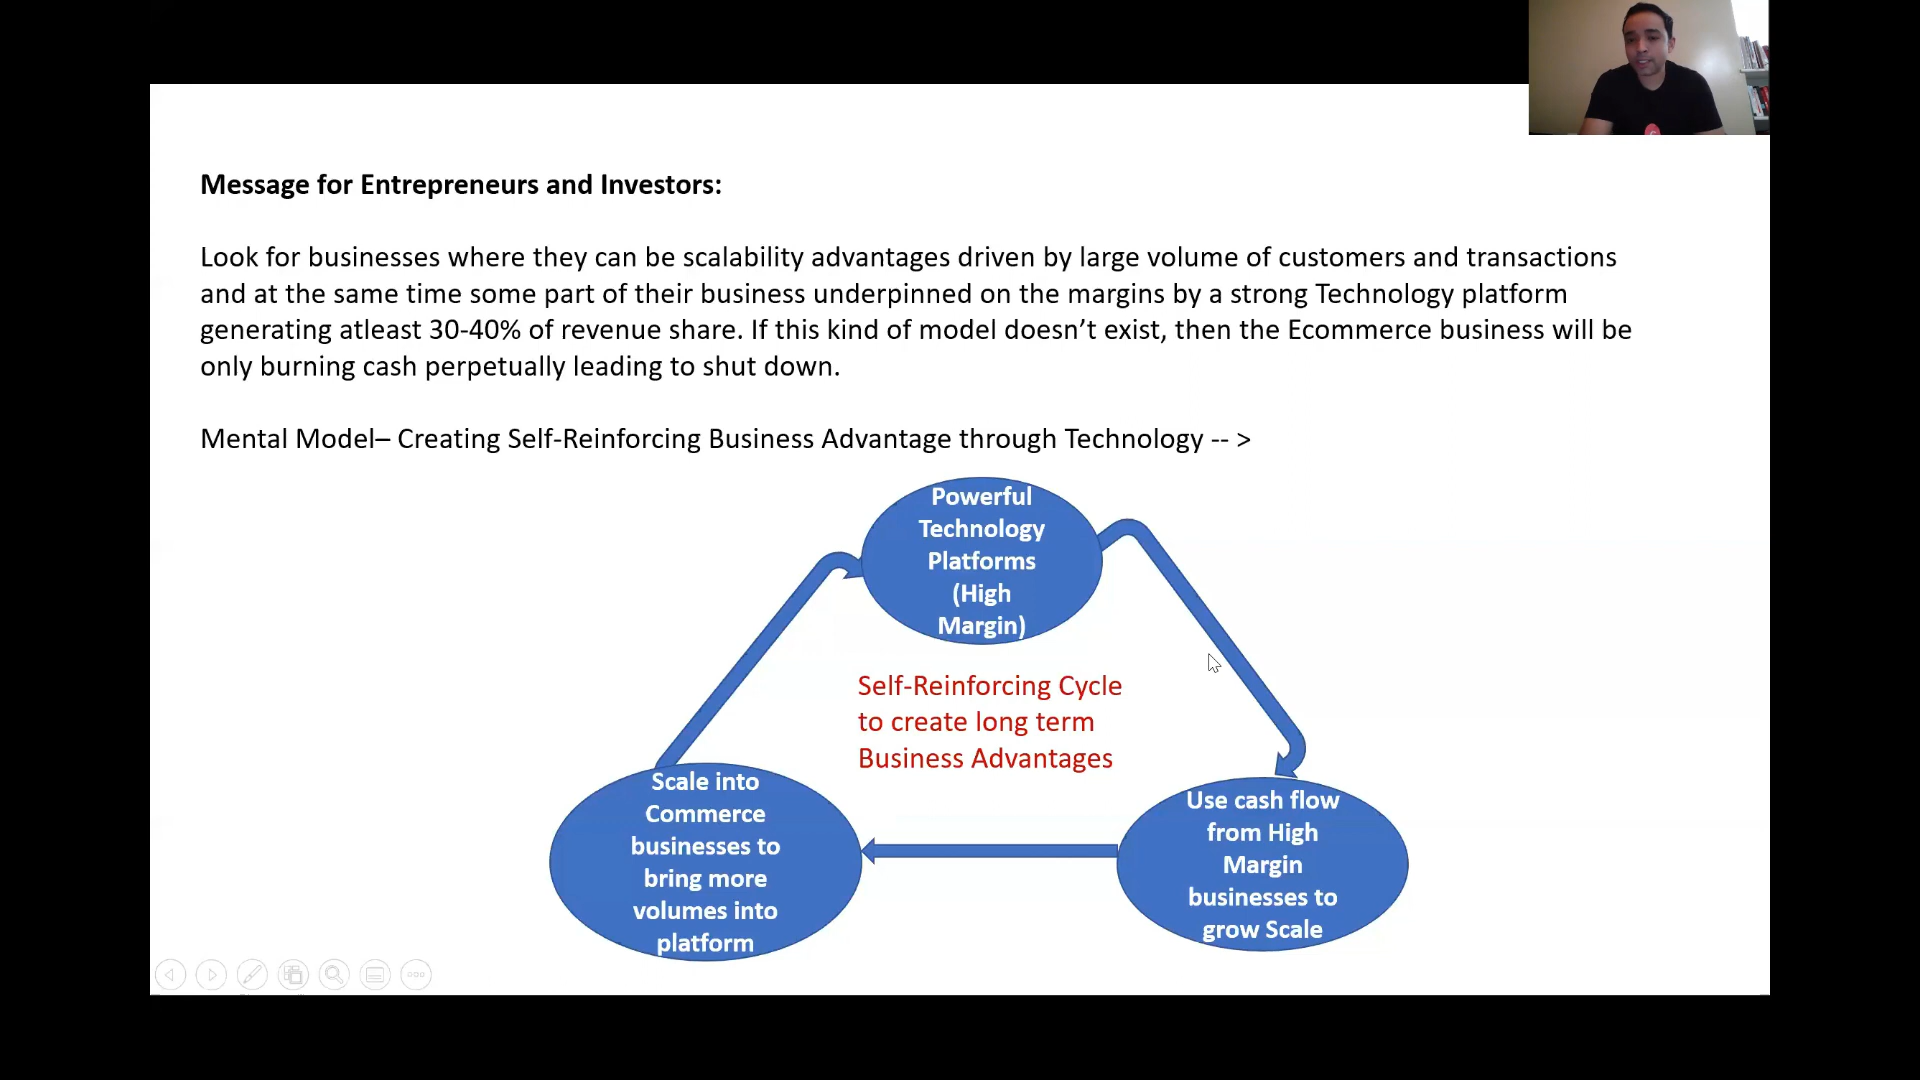 Message for Entrepreneurs and Investors:
Look for businesses where they can be scalability advantages driven by large volume of customers and transactions
and at the same time some part of their business underpinned on the margins by a strong Technology platform
generating atleast 30-40% of revenue share. If this kind of model doesn’t exist, then the Ecommerce business will be
only burning cash perpetually leading to shut down.
Mental Model– Creating Self-Reinforcing Business Advantage through Technology -- >
Powerful
Technology
Platforms
(High
Margin)
Self-Reinforcing Cycle
to create long term
Business Advantages
Scale into
Commerce
businesses to
bring more
volumes into
platform
Use cash flow
from High
Margin
businesses to
grow Scale